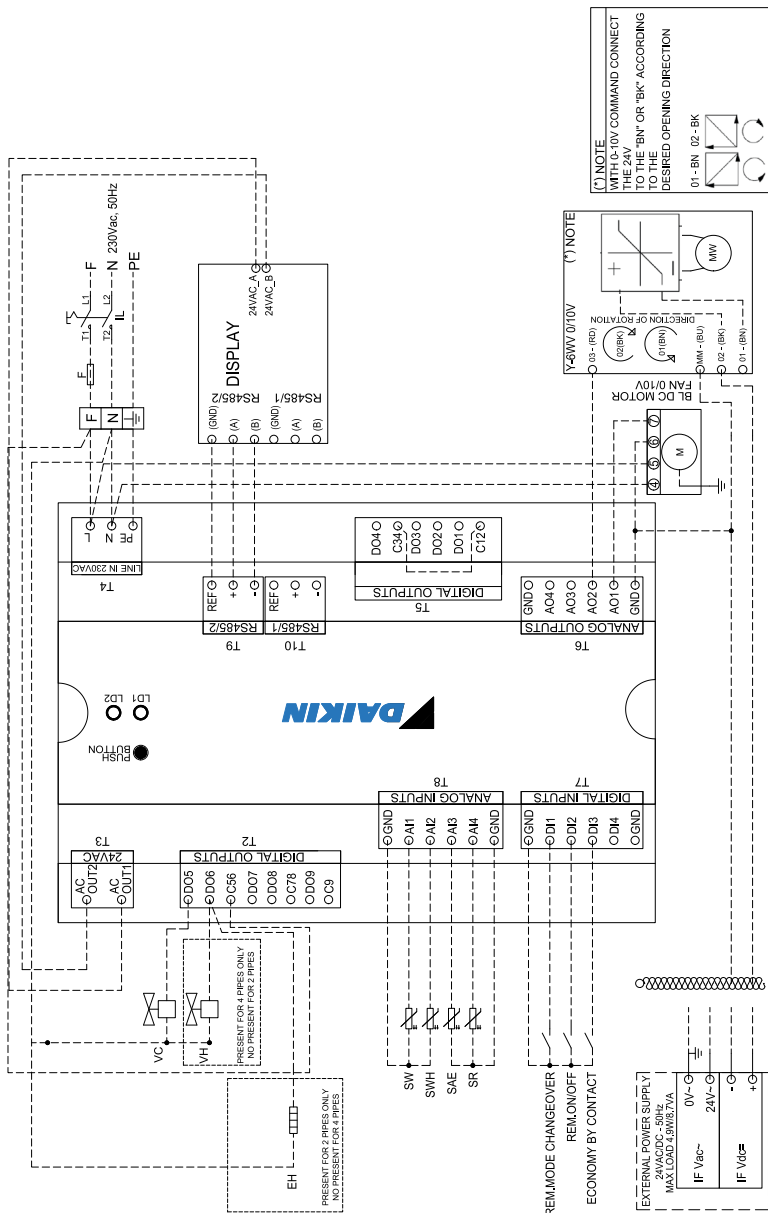 (*) NOTE
WITH 0-10V COMMAND CONNECT
THE 24V
TO THE "BN" OR "BK" ACCORDING
TO THE
DESIRED OPENING DIRECTION
01 - BN 02 - BK
F
N 230Vac, 50Hz
PE
L1
L2
IL
T1
T2
F
F
N
24VAC_A
24VAC_B
DISPLAY
RS485/2
RS485/1
(GND)
(A)
(B)
(GND)
(A)
(B)
Y-6WV 0/10V
(*) NOTE
+
-
MW
DIRECTION OF ROTATION
02(BK)
01(BN)
03 - (RD)
MM - (BU)
02 - (BK)
01 - (BN)
BL DC MOTOR
FAN 0/10V
4
5
6
7
M
T4
LINE IN 230VAC
L
N
PE
T9
RS485/2
REF
+
-
T10
RS485/1
REF
+
-
T5
DIGITAL OUTPUTS
DO4
C34
DO3
DO2
DO1
C12
T6
ANALOG OUTPUTS
GND
AO4
AO3
AO2
AO1
GND
LD2
LD1
PUSH
BUTTON
DAIKIN
T3
24VAC
AC
OUT2
AC
OUT1
T2
DIGITAL OUTPUTS
DO5
DO6
C56
DO7
DO8
C78
DO9
C9
T8
ANALOG INPUTS
GND
AI1
AI2
AI3
AI4
GND
T7
DIGITAL INPUTS
GND
DI1
DI2
DI3
DI4
GND
VC
VH
PRESENT FOR 4 PIPES ONLY
NO PRESENT FOR 2 PIPES
EH
PRESENT FOR 2 PIPES ONLY
NO PRESENT FOR 4 PIPES
SW
SWH
SAE
SR
REM.MODE CHANGEOVER
REM.ON/OFF
ECONOMY BY CONTACT
EXTERNAL POWER SUPPLY
24VAC/DC - 50Hz
MAX LOAD 4,9W/8,7VA
IF Vac~
0V~
24V~
IF Vdc=
-
+